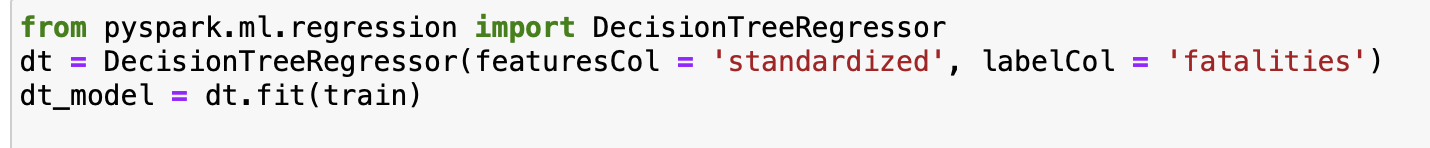 from pyspark.ml.regression import DecisionTreeRegressor
dt = DecisionTreeRegressor(featuresCol = 'standardized', labelCol = 'fatalities')
dt_model = dt.fit(train)